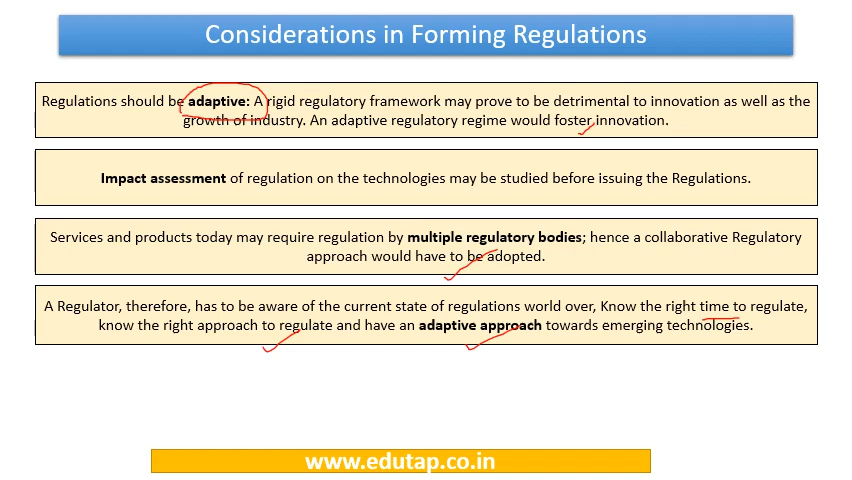 Considerations in Forming Regulations
Regulations should be adaptive: A rigid regulatory framework may prove to be detrimental to innovation as well as the
growth of industry. An adaptive regulatory regime would foster innovation.
Impact assessment of regulation on the technologies may be studied before issuing the Regulations.
Services and products today may require regulation by multiple regulatory bodies; hence a collaborative Regulatory
approach would have to be adopted.
A Regulator, therefore, has to be aware of the current state of regulations world over, Know the right time to regulate,
know the right approach to regulate and have an adaptive approach towards emerging technologies.
www.edutap.co.in